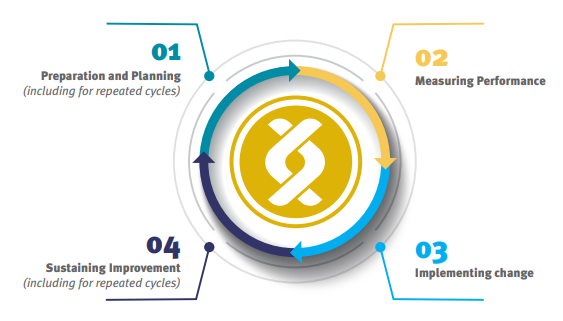 01
Preparation and Planning
(including for repeated cycles)
02
Measuring Performance
03
Implementing change
04
Sustaining Improvement
(including for repeated cycles)